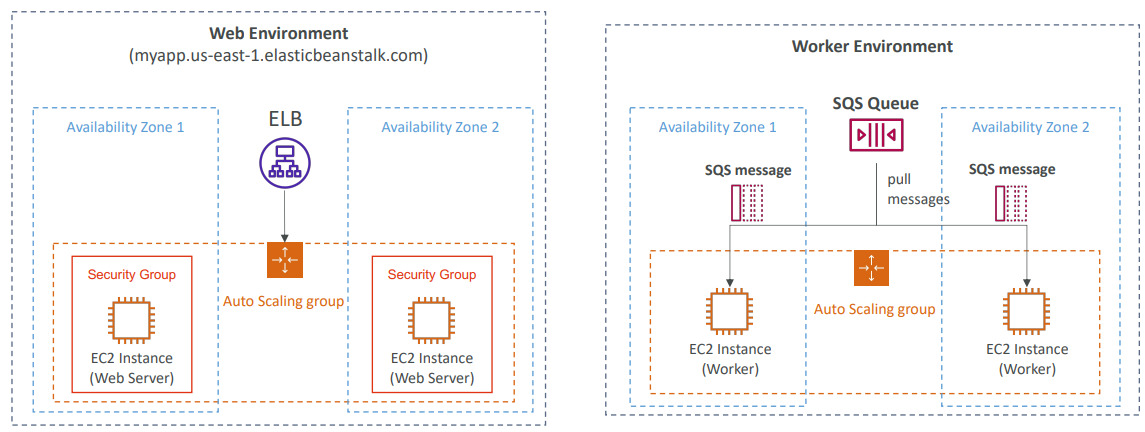 Web Environment
(myapp.us-east-1.elasticbeanstalk.com)
Availability Zone 1
ELB
Availability Zone 2
Security Group
Security Group
Auto Scaling group
EC2 Instance
(Web Server)
EC2 Instance
(Web Server)
Worker Environment
SQS Queue
Availability Zone 1
Availability Zone 2
SQS message
SQS message
pull
messages
Auto Scaling group
EC2 Instance
(Worker)
EC2 Instance
(Worker)